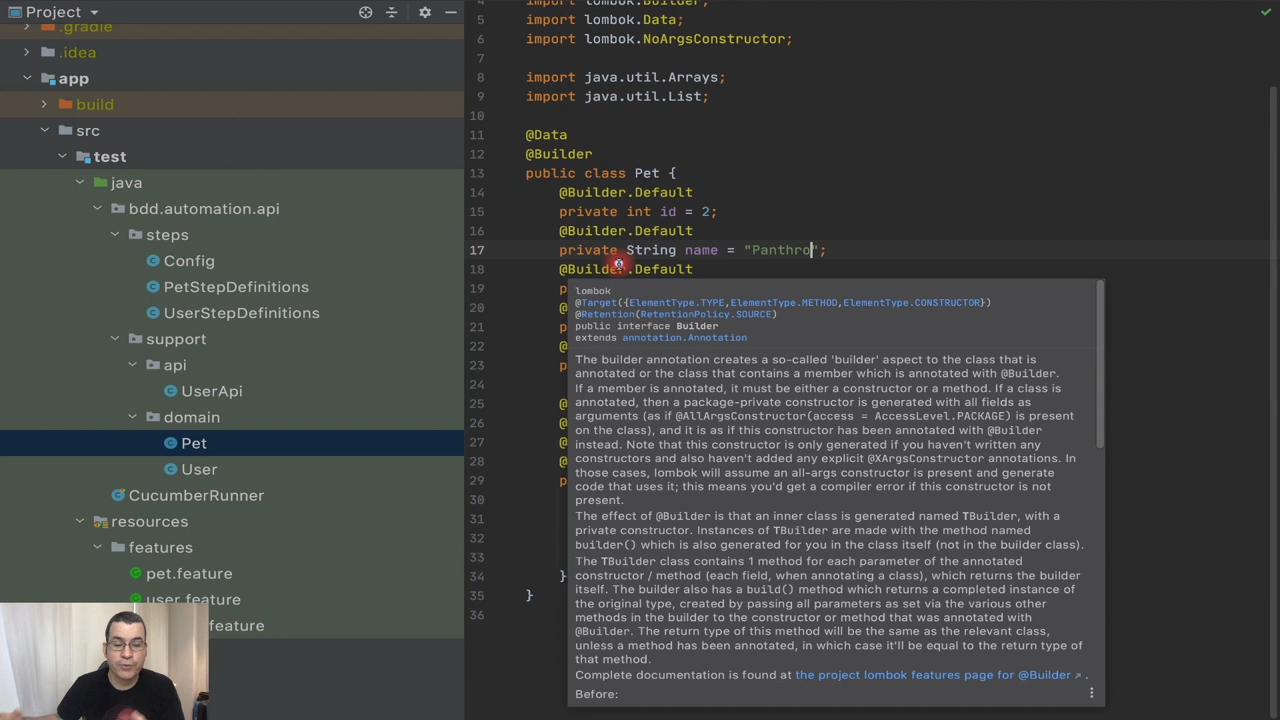 Project
.gradle
.idea
app
build
src
test
java
bdd.automation.api
steps
Config
PetStepDefinitions
UserStepDefinitions
support
api
UserApi
domain
Pet
User
CucumberRunner
resources
features
pet.feature
user.feature
feature
4 import lombok.Builder;
5 import lombok.Data;
6 import lombok.NoArgsConstructor;
7
8 import java.util.Arrays;
9 import java.util.List;
10
11 @Data
12 @Builder
13 public class Pet {
14 @Builder.Default
15 private int id = 2;
16 @Builder.Default
17 private String name = "Panthro";
18 @Builder.Default
19 p
20 @
21 p
22 @
23 p
24
25 @
26 @
27 @
28 @
29 p
30
31
32
33
34 }
35 }
36
lombok
@Target({ElementType.TYPE,ElementType.METHOD,ElementType.CONSTRUCTOR})
@Retention(RetentionPolicy.SOURCE)
public interface Builder
extends annotation.Annotation
The builder annotation creates a so-called 'builder' aspect to the class that is
annotated or the class that contains a member which is annotated with @Builder.
If a member is annotated, it must be either a constructor or a method. If a class is
annotated, then a package-private constructor is generated with all fields as
arguments (as if @AllArgsConstructor(access = AccessLevel.PACKAGE) is present
on the class), and it is as if this constructor has been annotated with @Builder
instead. Note that this constructor is only generated if you haven't written any
constructors and also haven't added any explicit @XArgsConstructor annotations. In
those cases, lombok will assume an all-args constructor is present and generate
code that uses it; this means you'd get a compiler error if this constructor is not
present.
The effect of @Builder is that an inner class is generated named TBuilder, with a
private constructor. Instances of TBuilder are made with the method named
builder() which is also generated for you in the class itself (not in the builder class).
The TBuilder class contains 1 method for each parameter of the annotated
constructor / method (each field, when annotating a class), which returns the builder
itself. The builder also has a build() method which returns a completed instance of
the original type, created by passing all parameters as set via the various other
methods in the builder to the constructor or method that was annotated with
@Builder. The return type of this method will be the same as the relevant class,
unless a method has been annotated, in which case it'll be equal to the return type of
that method.
Complete documentation is found at the project lombok features page for @Builder ↗ .
Before: